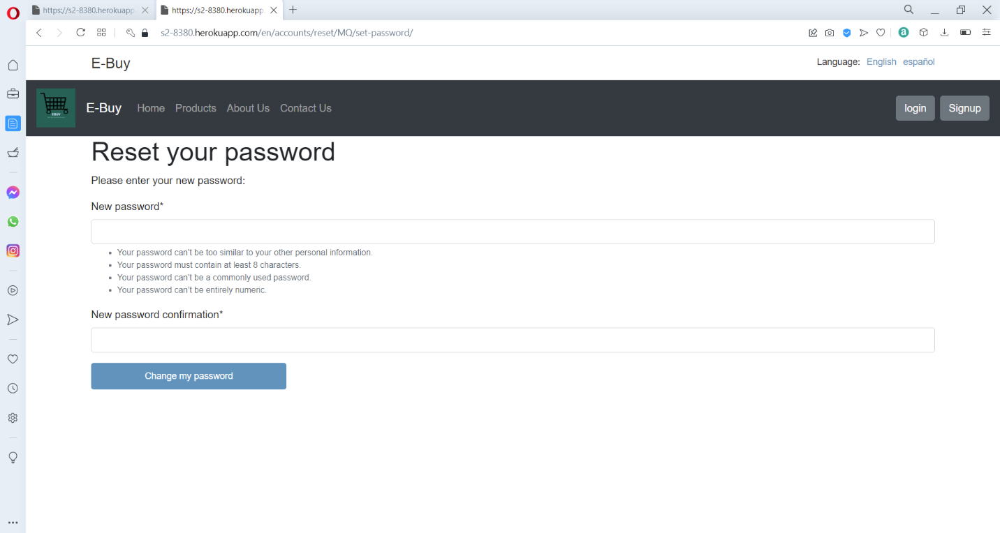 https://s2-8380.herokuapp
https://s2-8380.herokuapp.
s2-8380.herokuapp.com/en/accounts/reset/MQ/set-password/
E-Buy
Language: English español
EBUY
E-Buy Home Products About Us Contact Us login Signup
Reset your password
Please enter your new password:
New password*
• Your password can't be too similar to your other personal information.
• Your password must contain at least 8 characters.
• Your password can't be a commonly used password.
• Your password can't be entirely numeric.
New password confirmation*
Change my password